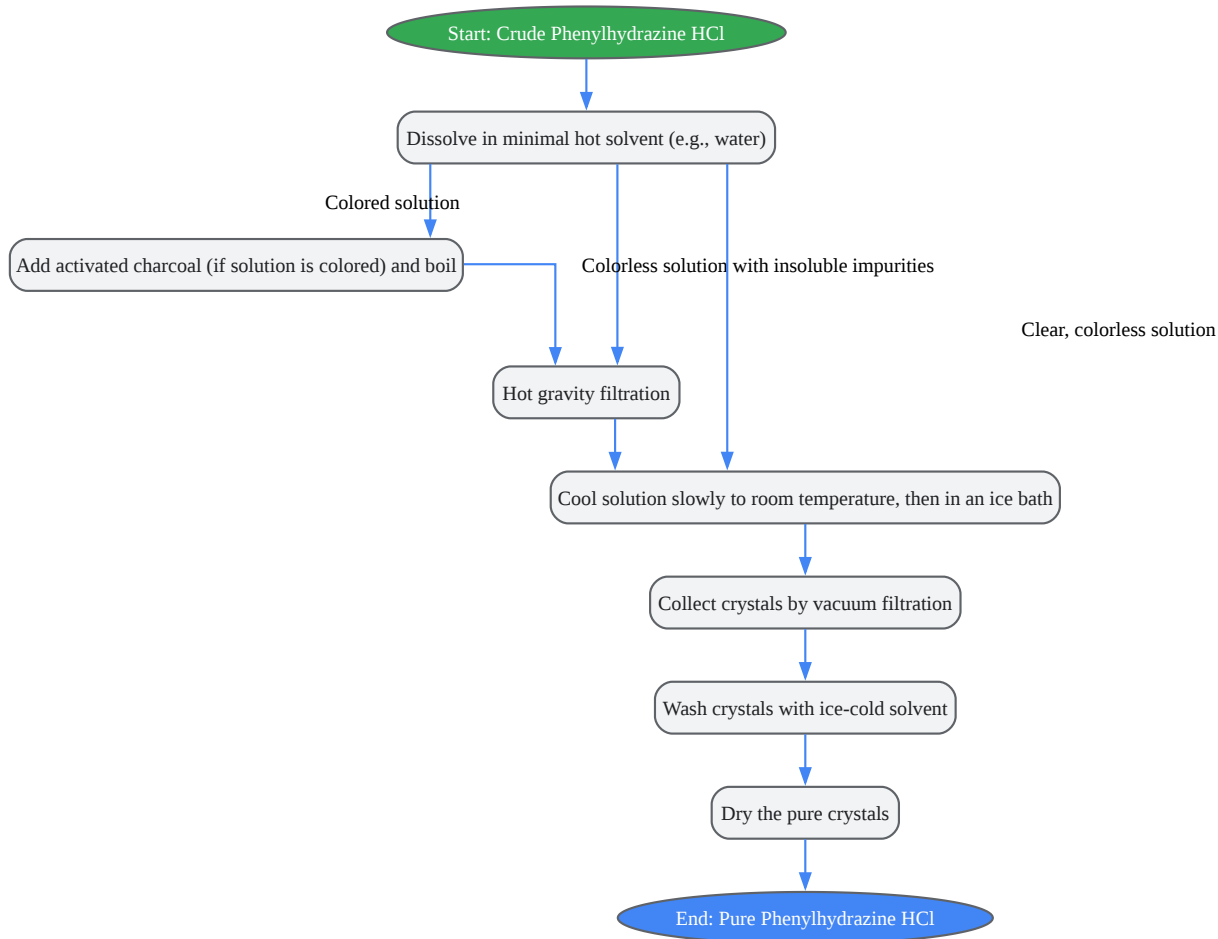 Start: Crude Phenylhydrazine HCl
Dissolve in minimal hot solvent (e.g., water)
Colored solution
Add activated charcoal (if solution is colored) and boil
Colorless solution with insoluble impurities
Clear, colorless solution
Hot gravity filtration
Cool solution slowly to room temperature, then in an ice bath
Collect crystals by vacuum filtration
Wash crystals with ice-cold solvent
Dry the pure crystals
End: Pure Phenylhydrazine HCl